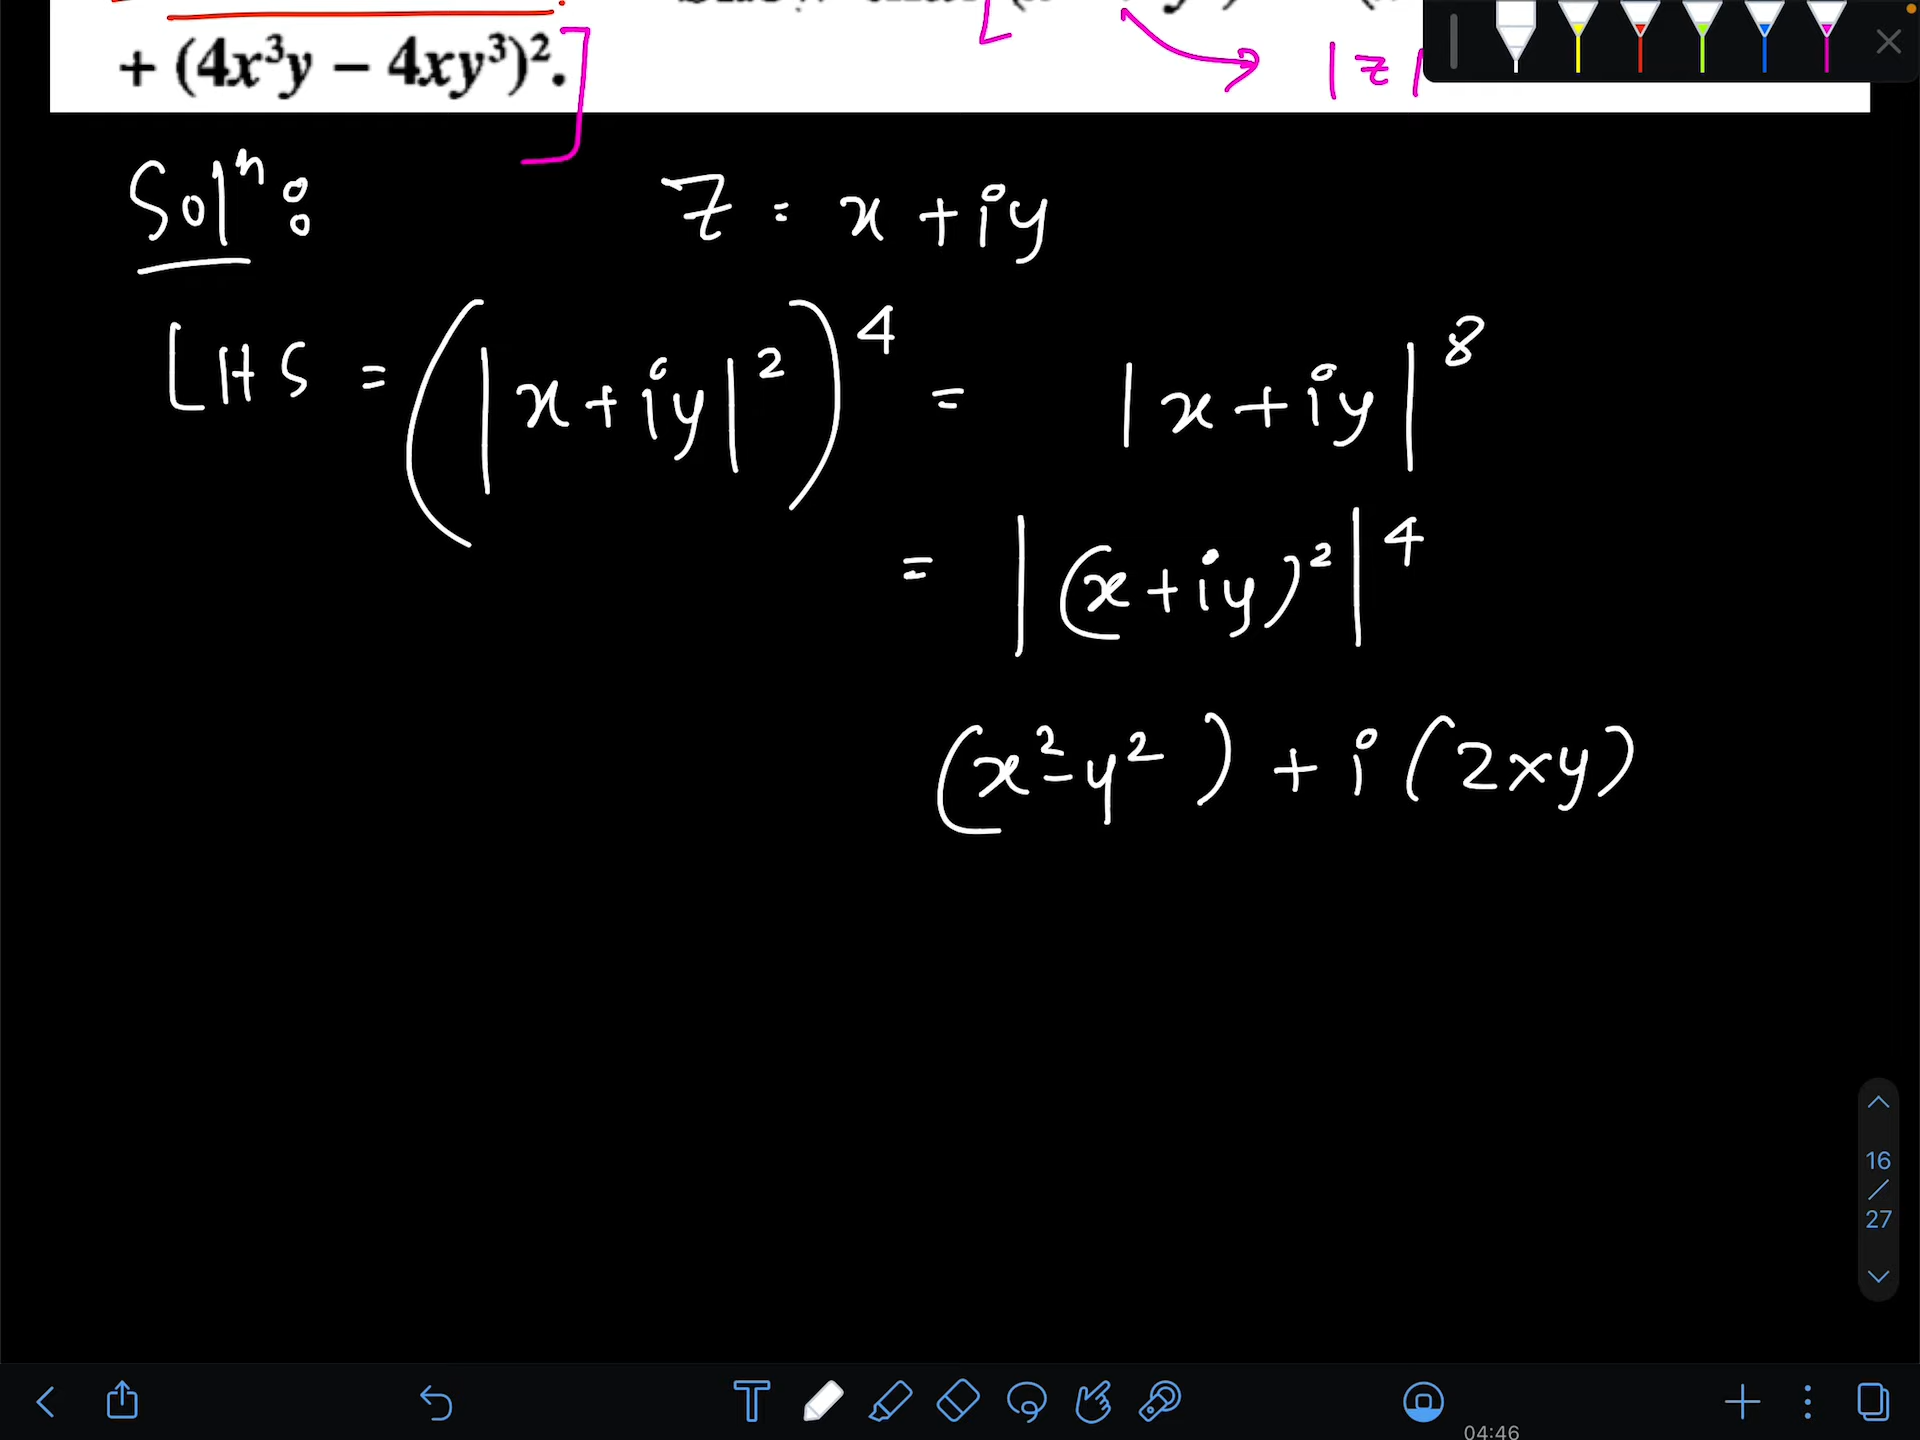 + (4x³y − 4xy³)². |z|
Solⁿ: Z = x + iy
LHS = (|x + iy|²)⁴ = |x + iy|⁸
= |(x + iy)²|⁴
(x² − y²) + i(2xy)
16
/
27
T
04:46